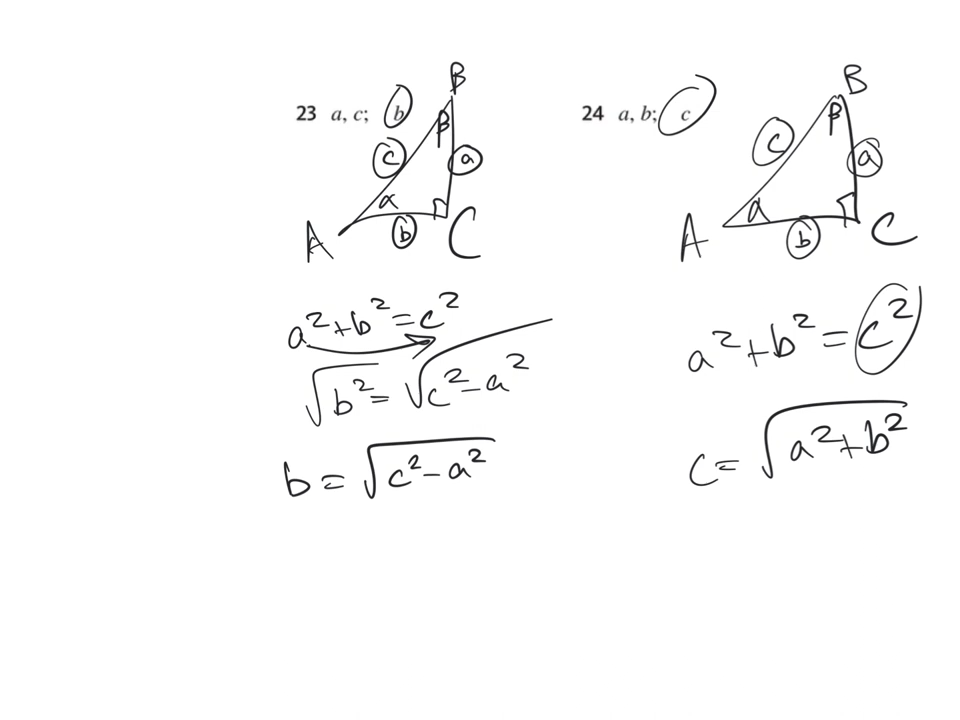 23 a, c; b
B
β
c
a
α
b
A
C
a²+b²=c²
√b²=√c²-a²
b=√c²-a²
24 a, b; c
B
β
c
a
α
b
A
C
a²+b²=c²
c=√a²+b²